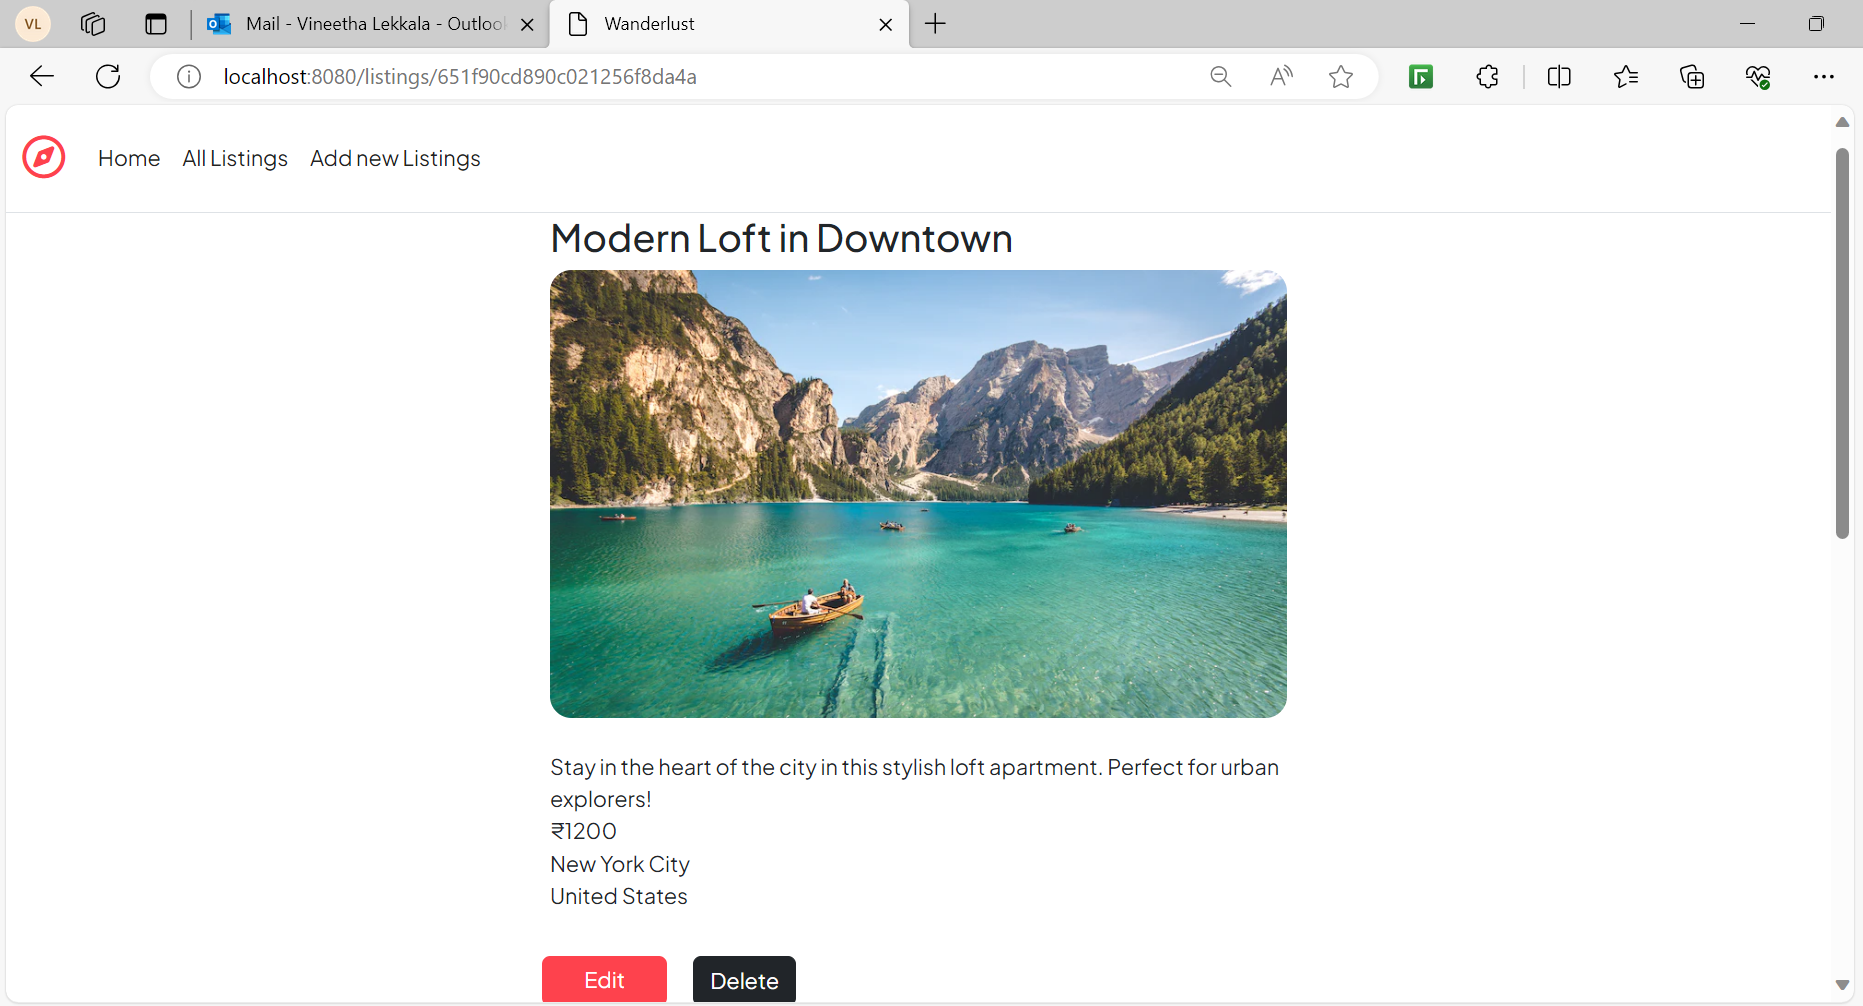 VL
Mail - Vineetha Lekkala - Outloo
Wanderlust
localhost:8080/listings/651f90cd890c021256f8da4a
Home All Listings Add new Listings
Modern Loft in Downtown
Stay in the heart of the city in this stylish loft apartment. Perfect for urban
explorers!
₹1200
New York City
United States
Edit Delete